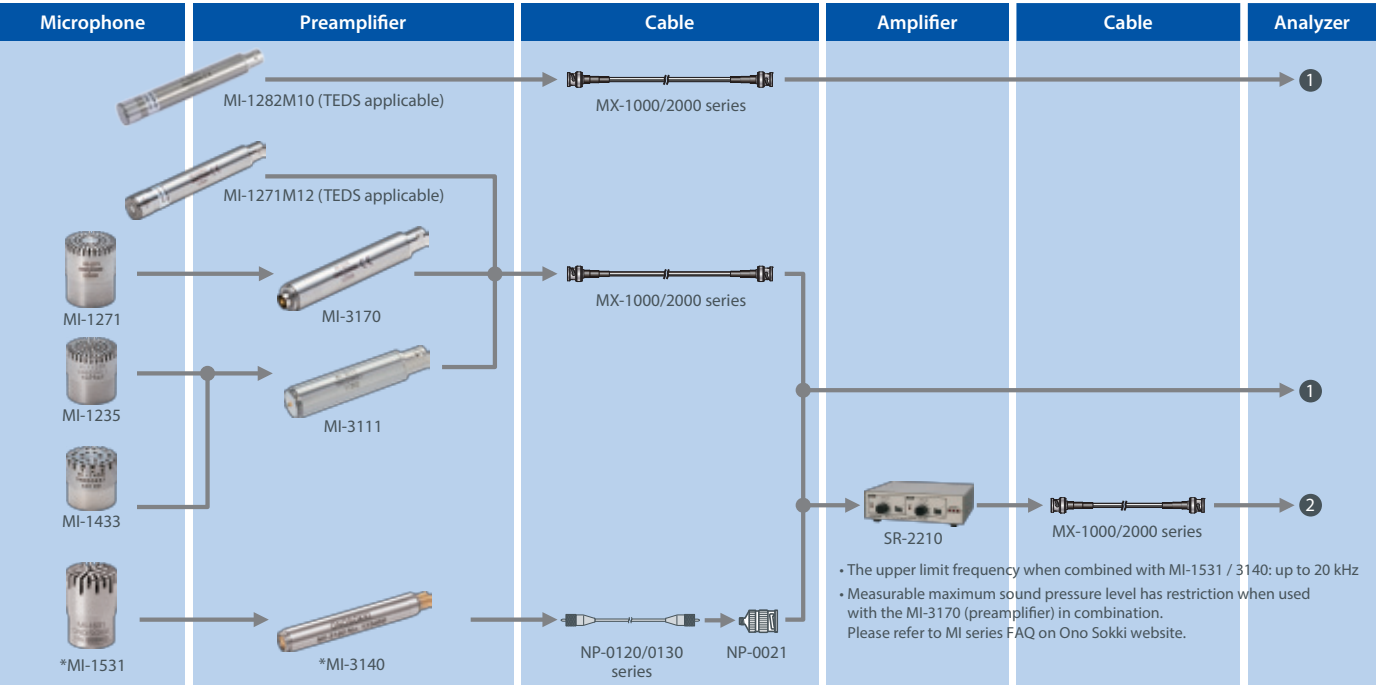 Microphone
Preamplifier
Cable
Amplifier
Cable
Analyzer
MI-1282M10 (TEDS applicable)
MX-1000/2000 series
1
MI-1271M12 (TEDS applicable)
MI-1271
MI-3170
MX-1000/2000 series
MI-1235
MI-3111
1
MI-1433
SR-2210
MX-1000/2000 series
2
• The upper limit frequency when combined with MI-1531 / 3140: up to 20 kHz
• Measurable maximum sound pressure level has restriction when used
with the MI-3170 (preamplifier) in combination.
Please refer to MI series FAQ on Ono Sokki website.
*MI-1531
*MI-3140
NP-0120/0130
series
NP-0021